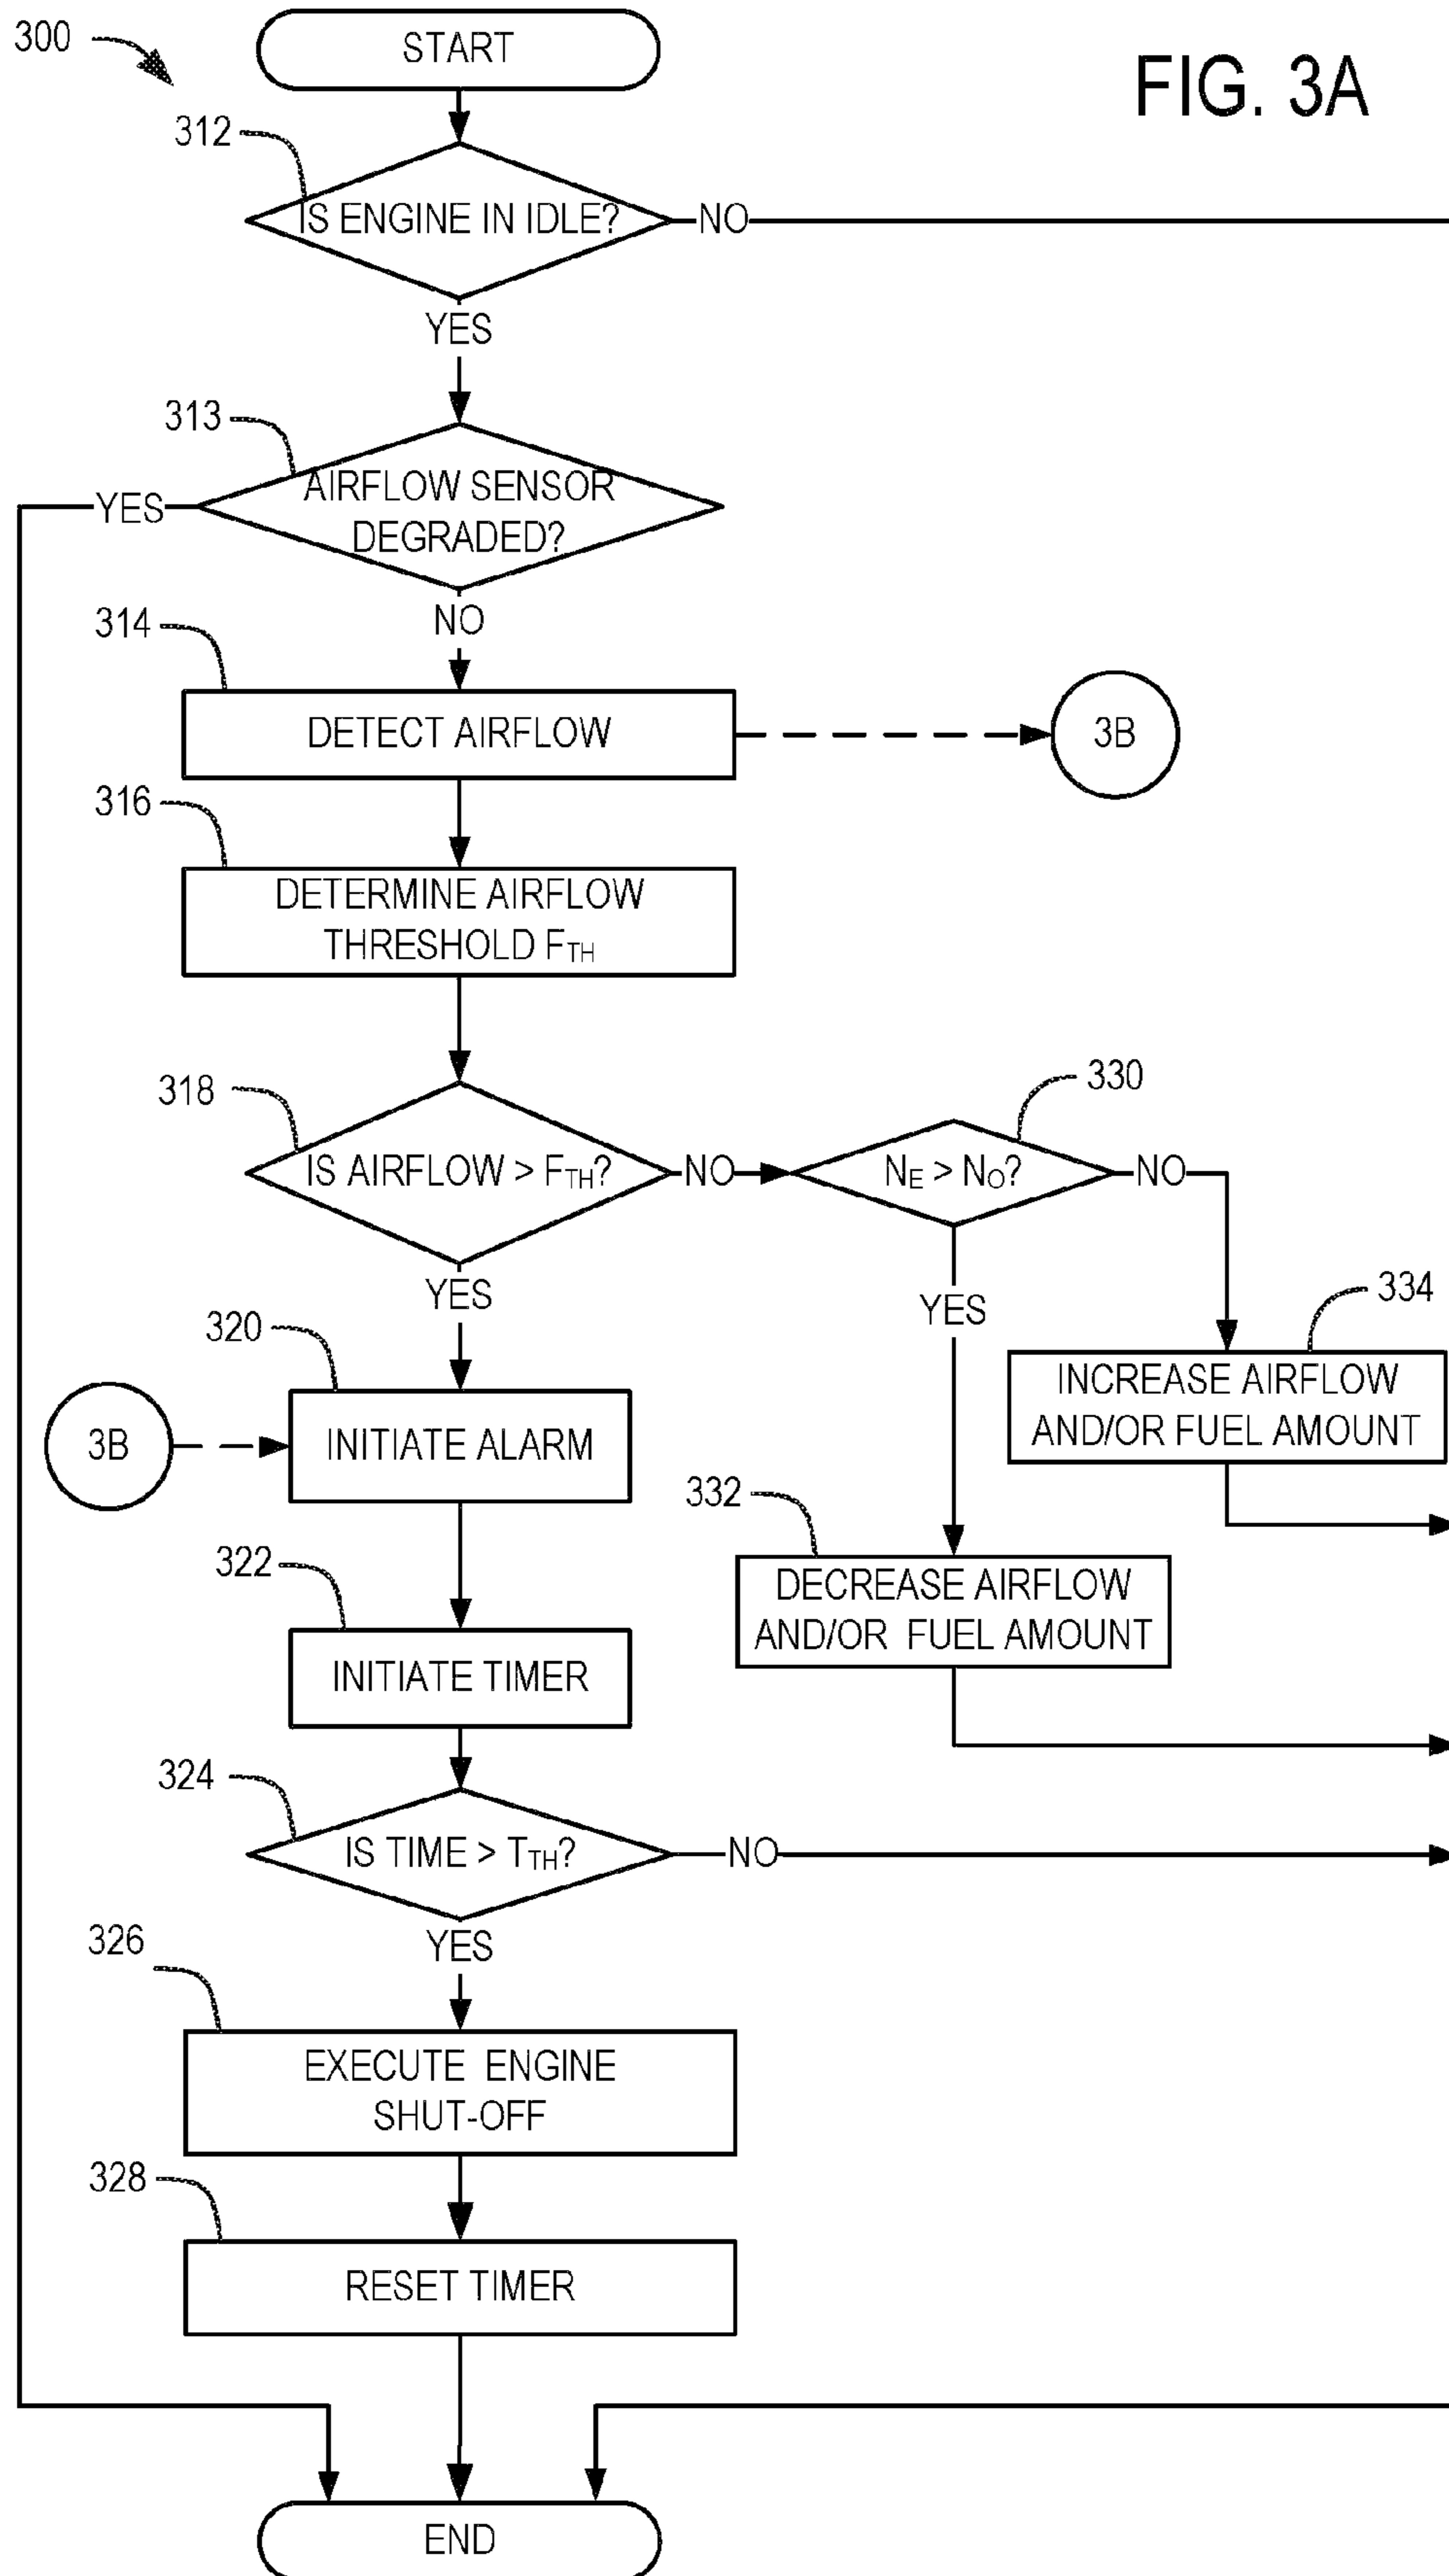 300
START
FIG. 3A
312
IS ENGINE IN IDLE?
NO
YES
313
AIRFLOW SENSOR
DEGRADED?
YES
NO
314
DETECT AIRFLOW
3B
316
DETERMINE AIRFLOW
THRESHOLD FTH
318
IS AIRFLOW > FTH?
NO
330
NE > NO?
NO
YES
YES
334
INCREASE AIRFLOW
AND/OR FUEL AMOUNT
320
3B
INITIATE ALARM
332
DECREASE AIRFLOW
AND/OR FUEL AMOUNT
322
INITIATE TIMER
324
IS TIME > TTH?
NO
YES
326
EXECUTE ENGINE
SHUT-OFF
328
RESET TIMER
END